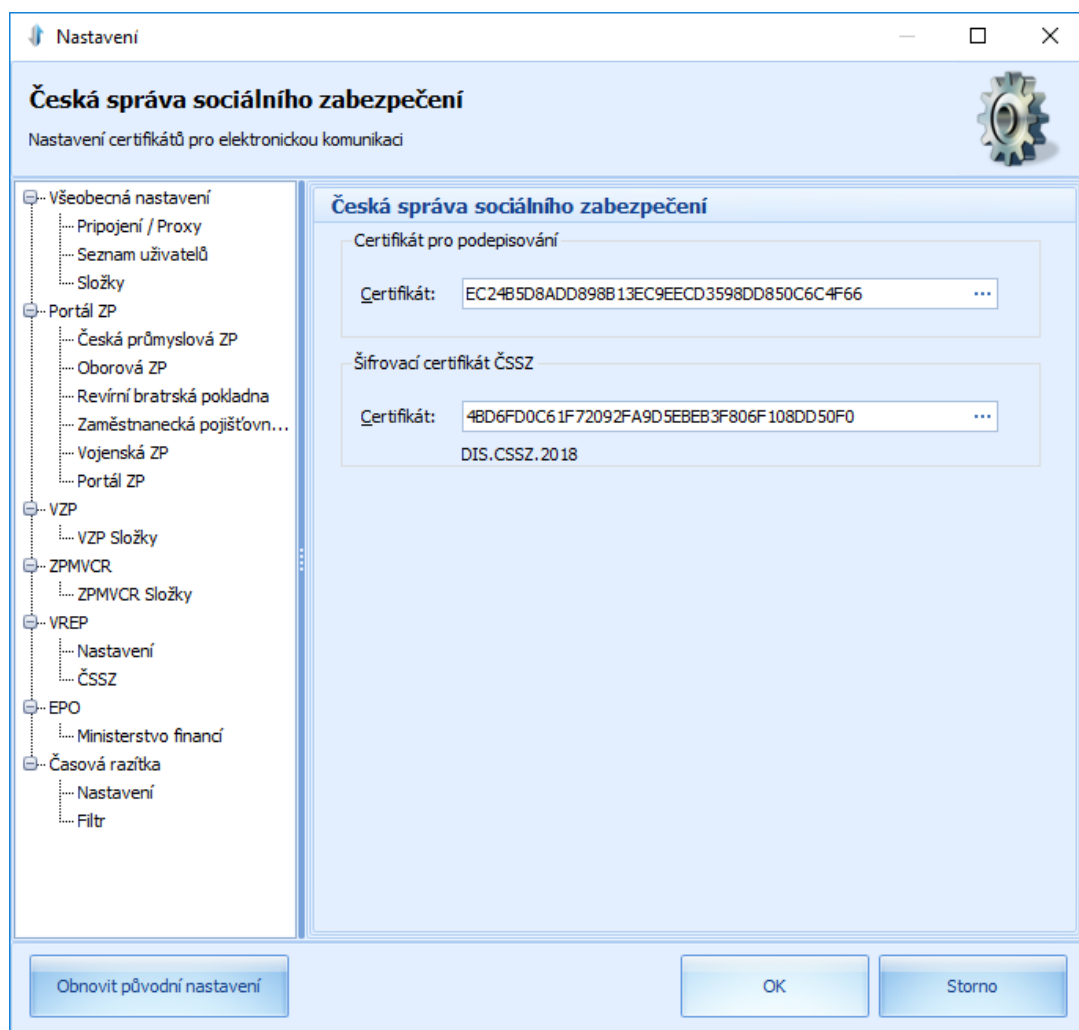 Nastavení
Česká správa sociálního zabezpečení
Nastavení certifikátů pro elektronickou komunikaci
Všeobecná nastavení
Pripojení / Proxy
Seznam uživatelů
Složky
Portál ZP
Česká průmyslová ZP
Oborová ZP
Revírní bratrská pokladna
Zaměstnanecká pojišťovn...
Vojenská ZP
Portál ZP
VZP
VZP Složky
ZPMVCR
ZPMVCR Složky
VREP
Nastavení
ČSSZ
EPO
Ministerstvo financí
Časová razítka
Nastavení
Filtr
Česká správa sociálního zabezpečení
Certifikát pro podepisování
Certifikát: EC24B5D8ADD898B13EC9EECD3598DD850C6C4F66 ...
Šifrovací certifikát ČSSZ
Certifikát: 4BD6FD0C61F72092FA9D5EBEB3F806F108DD50F0 ...
DIS.CSSZ.2018
Obnovit původní nastavení
OK
Storno